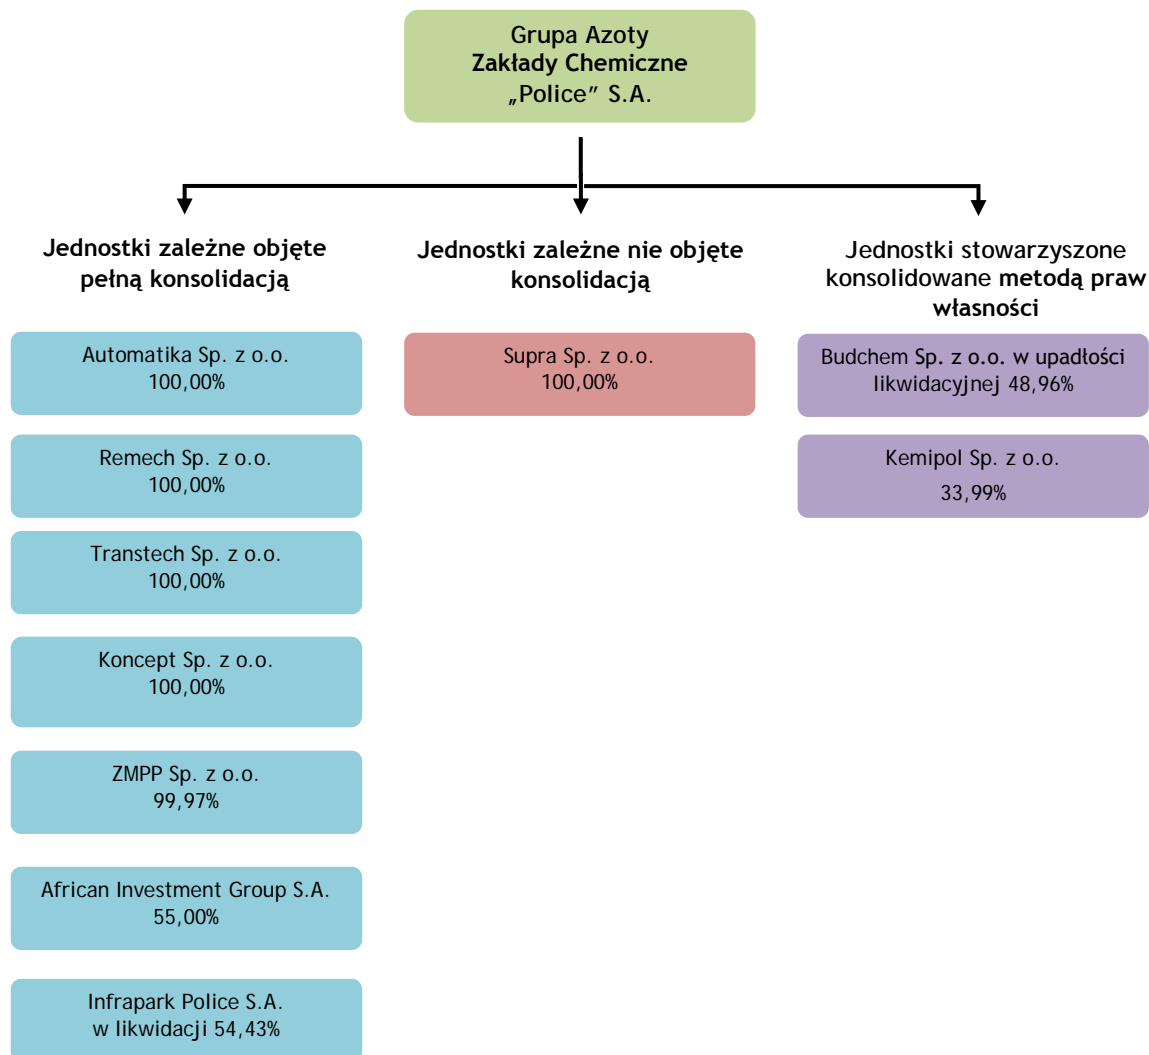 Grupa Azoty
Zakłady Chemiczne
„Police” S.A.
Jednostki zależne objęte
pełną konsolidacją
Automatika Sp. z o.o.
100,00%
Remech Sp. z o.o.
100,00%
Transtech Sp. z o.o.
100,00%
Koncept Sp. z o.o.
100,00%
ZMPP Sp. z o.o.
99,97%
African Investment Group S.A.
55,00%
Infrapark Police S.A.
w likwidacji 54,43%
Jednostki zależne nie objęte
konsolidacją
Supra Sp. z o.o.
100,00%
Jednostki stowarzyszone
konsolidowane metodą praw
własności
Budchem Sp. z o.o. w upadłości
likwidacyjnej 48,96%
Kemipol Sp. z o.o.
33,99%